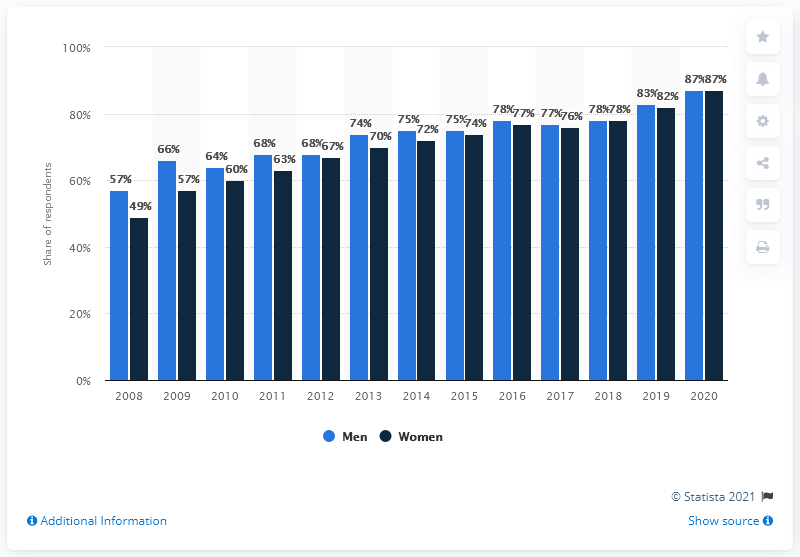 100%
80%
60%
40%
20%
0%
Share of respondents
57% 49% 66% 57% 64% 60% 68% 63% 68% 67% 74% 70% 75% 72% 75% 74% 78% 77% 77% 76% 78% 78% 83% 82% 87% 87%
2008 2009 2010 2011 2012 2013 2014 2015 2016 2017 2018 2019 2020
Men Women
© Statista 2021
Additional Information Show source